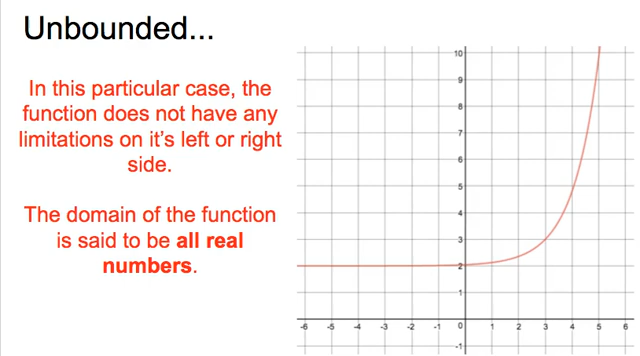 Unbounded...
In this particular case, the
function does not have any
limitations on it's left or right
side.
The domain of the function
is said to be all real
numbers.
10
9
8
7
6
5
4
3
2
1
-6 -5 -4 -3 -2 -1 0 1 2 3 4 5 6
-1